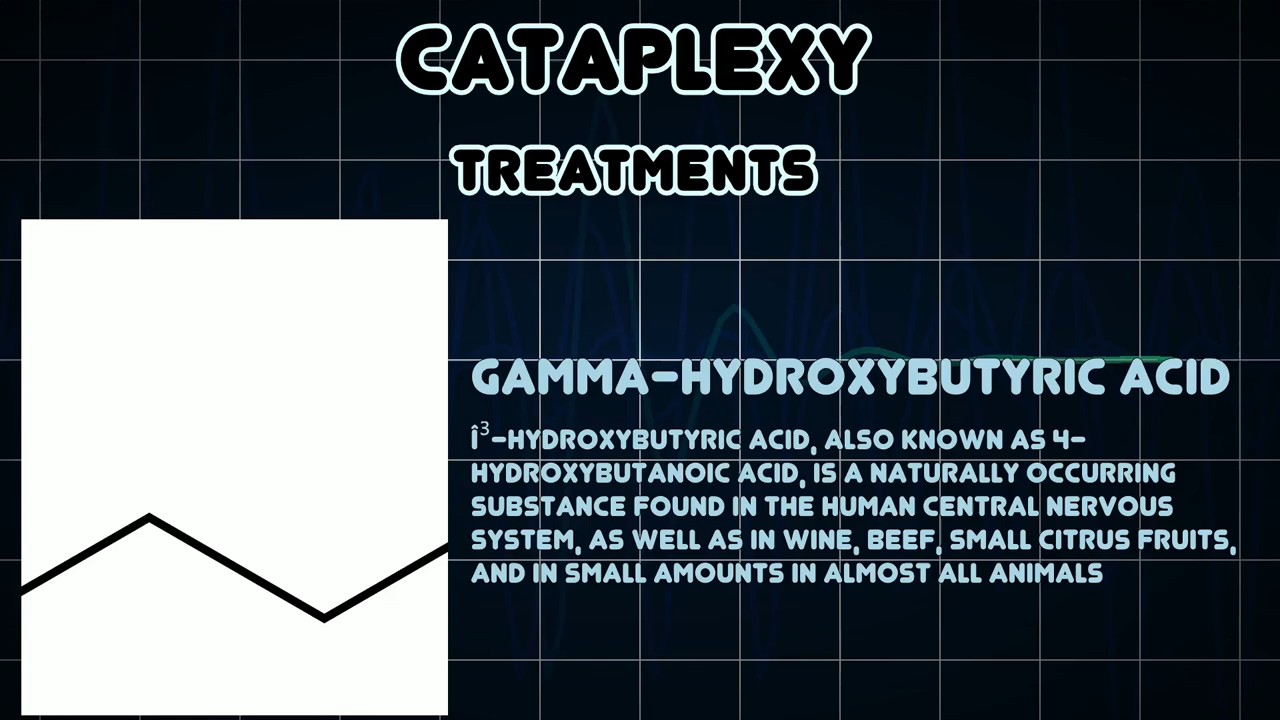 CATAPLEXY
TREATMENTS
GAMMA-HYDROXYBUTYRIC ACID
Î³-HYDROXYBUTYRIC ACID, ALSO KNOWN AS 4-
HYDROXYBUTANOIC ACID, IS A NATURALLY OCCURRING
SUBSTANCE FOUND IN THE HUMAN CENTRAL NERVOUS
SYSTEM, AS WELL AS IN WINE, BEEF, SMALL CITRUS FRUITS,
AND IN SMALL AMOUNTS IN ALMOST ALL ANIMALS